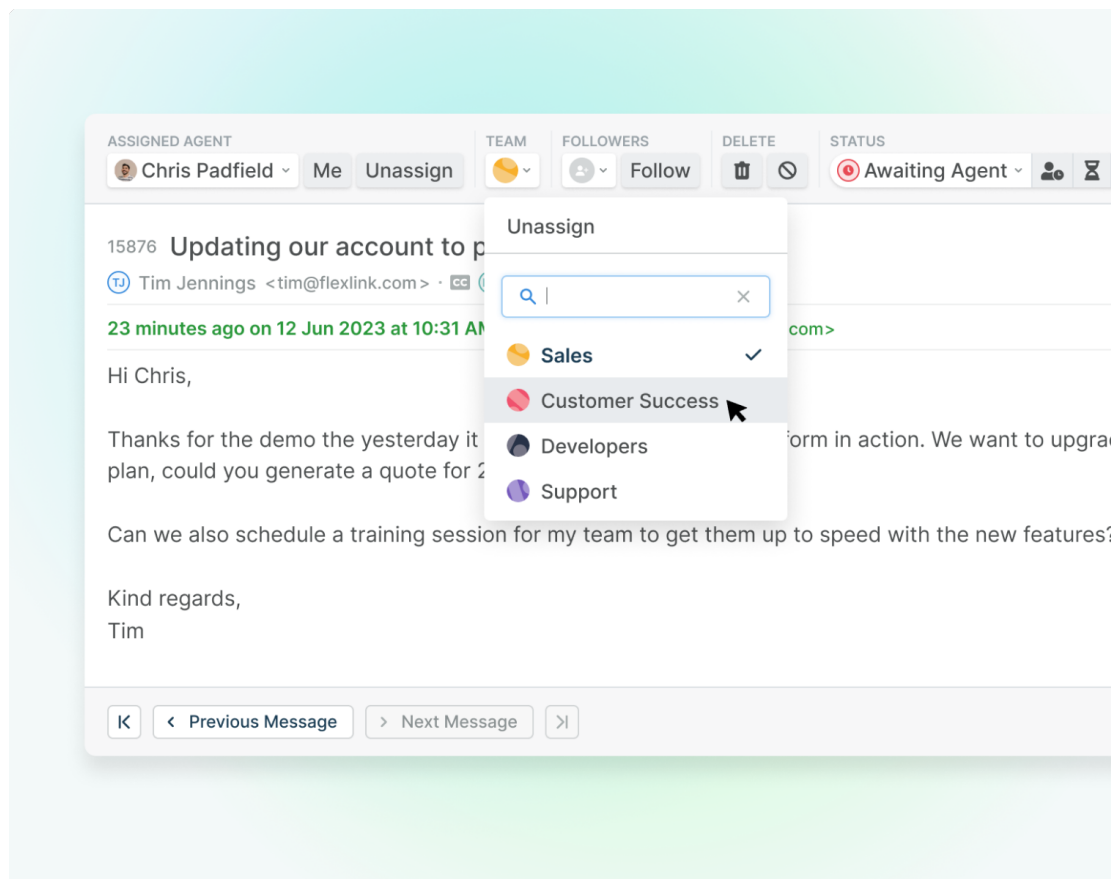 ASSIGNED AGENT TEAM FOLLOWERS DELETE STATUS
Chris Padfield Me Unassign Follow Awaiting Agent
Unassign
15876 Updating our account to
TJ Tim Jennings <tim@flexlink.com> · CC
23 minutes ago on 12 Jun 2023 at 10:31 AM com>
Sales
Customer Success
Developers
Support
Hi Chris,
Thanks for the demo the yesterday it form in action. We want to
plan, could you generate a quote for
Can we also schedule a training session for my team to get them up to speed with the new features?
Kind regards,
Tim
Previous Message Next Message